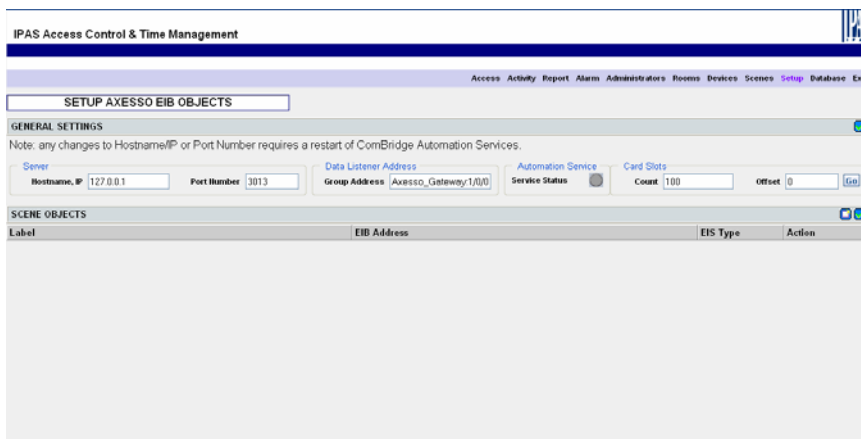 IPAS Access Control & Time Management
Access Activity Report Alarm Administrators Rooms Devices Scenes Setup Database
SETUP AXESSO EIB OBJECTS
GENERAL SETTINGS
Note: any changes to Hostname/IP or Port Number requires a restart of ComBridge Automation Services.
Server Data Listener Address Automation Service Card Slots
Hostname, IP 127.0.0.1 Port Number 3013 Group Address Axesso_Gateway:1/0/0 Service Status Count 100 Offset 0 Go
SCENE OBJECTS
Label EIB Address EIS Type Action